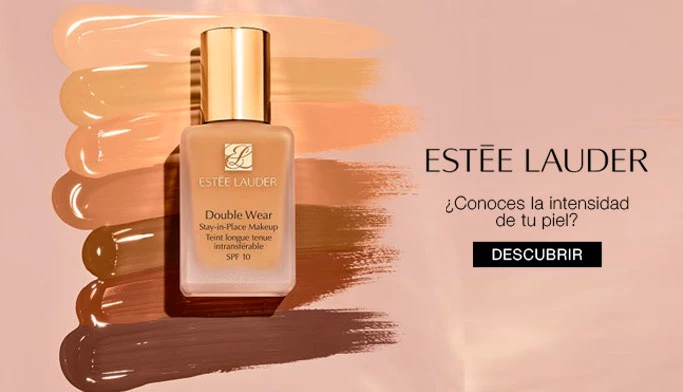 ESTĒE LAUDER
Double Wear
Stay-in-Place Makeup
Teint longue tenue
intransférable
SPF 10
ESTĒE LAUDER
¿Conoces la intensidad
de tu piel?
DESCUBRIR